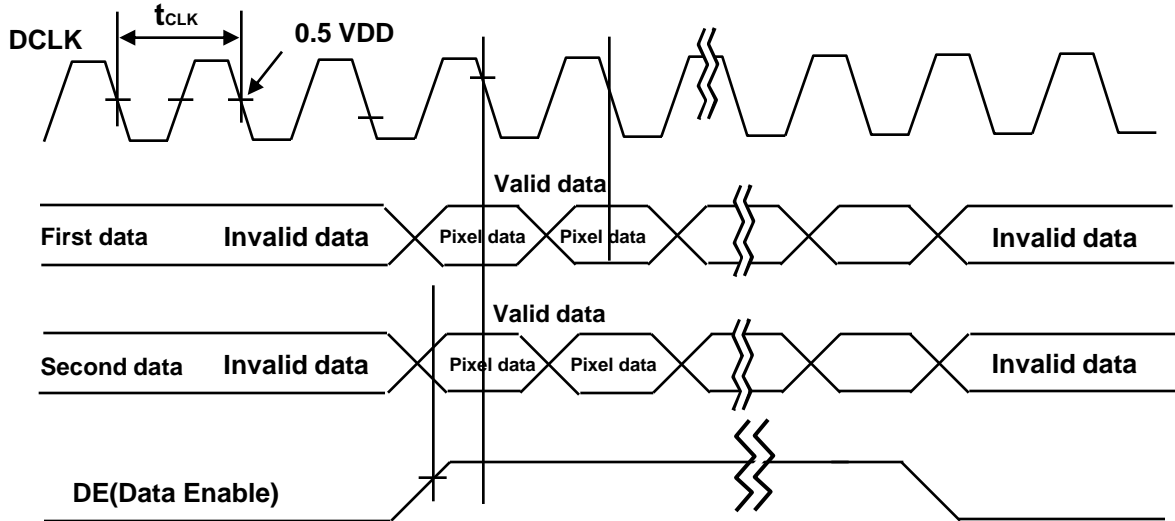 tCLK
0.5 VDD
DCLK
Valid data
First data Invalid data Pixel data Pixel data Invalid data
Valid data
Second data Invalid data Pixel data Pixel data Invalid data
DE(Data Enable)